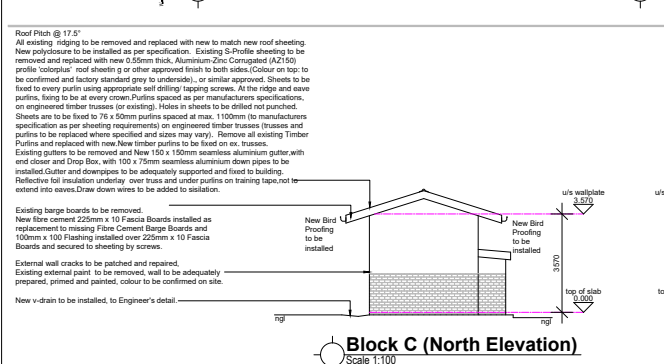 Roof Pitch @ 17.5°
All existing ridging to be removed and replaced with new to match new roof sheeting.
New polyclosure to be installed as per specification. Existing S-Profile sheeting to be
removed and replaced with new 0.55mm thick, Aluminium-Zinc Corrugated (AZ150)
profile 'colorplus' roof sheetin g or other approved finish to both sides.(Colour on top: to
be confirmed and factory standard grey to underside)., or similar approved. Sheets to be
fixed to every purlin using appropriate self drilling/ tapping screws. At the ridge and eave
purlins, fixing to be at every crown.Purlins spaced as per manufacturers specifications,
on engineered timber trusses (or existing). Holes in sheets to be drilled not punched.
Sheets are to be fixed to 76 x 50mm purlins spaced at max. 1100mm (to manufacturers
specification as per sheeting requirements) on engineered timber trusses (trusses and
purlins to be replaced where specified and sizes may vary). Remove all existing Timber
Purlins and replaced with new.New timber purlins to be fixed on ex. trusses.
Existing gutters to be removed and New 150 x 150mm seamless aluminium gutter,with
end closer and Drop Box, with 100 x 75mm seamless aluminium down pipes to be
installed.Gutter and downpipes to be adequately supported and fixed to building.
Reflective foil insulation underlay over truss and under purlins on training tape,not to
extend into eaves.Draw down wires to be added to sisilation.
Existing barge boards to be removed.
New fibre cement 225mm x 10 Fascia Boards installed as
replacement to missing Fibre Cement Barge Boards and
100mm x 100 Flashing installed over 225mm x 10 Fascia
Boards and secured to sheeting by screws.
External wall cracks to be patched and repaired,
Existing external paint to be removed, wall to be adequately
prepared, primed and painted, colour to be confirmed on site.
New v-drain to be installed, to Engineer's detail.
New Bird
Proofing
to be
installed
New Bird
Proofing
to be
installed
u/s wallplate
3.570
3570
top of slab
0.000
ngl
ngl
u/s
to
Block C (North Elevation)
Scale 1:100